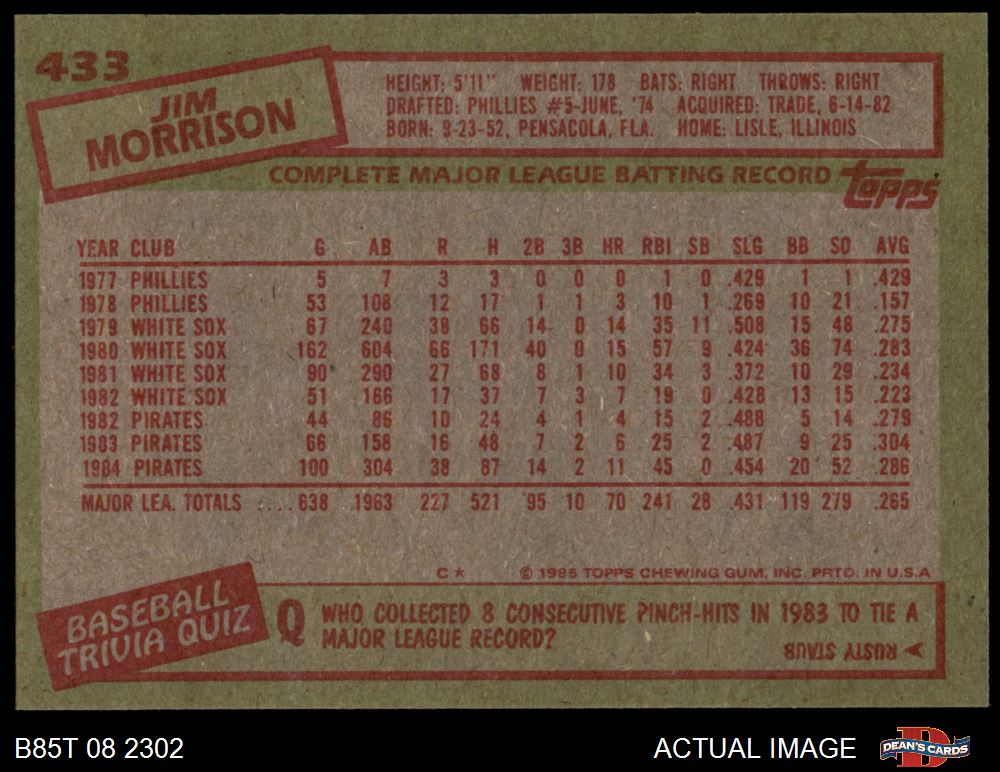 433
JIM
MORRISON
HEIGHT: 5'11" WEIGHT: 178 BATS: RIGHT THROWS: RIGHT
DRAFTED: PHILLIES #5-JUNE, '74 ACQUIRED: TRADE, 6-14-82
BORN: 9-23-52, PENSACOLA, FLA. HOME: LISLE, ILLINOIS
COMPLETE MAJOR LEAGUE BATTING RECORD topps
YEAR CLUB G AB R H 2B 3B HR RBI SB SLG BB SO AVG
1977 PHILLIES 5 7 3 3 0 0 0 1 0 .429 1 1 .429
1978 PHILLIES 53 108 12 17 1 1 3 10 1 .269 10 21 .157
1979 WHITE SOX 67 240 38 66 14 0 14 35 11 .508 15 48 .275
1980 WHITE SOX 162 604 66 171 40 0 15 57 9 .424 36 74 .283
1981 WHITE SOX 90 290 27 68 8 1 10 34 3 .372 10 29 .234
1982 WHITE SOX 51 166 17 37 7 3 7 19 0 .428 13 15 .223
1982 PIRATES 44 86 10 24 4 1 4 15 2 .488 5 14 .279
1983 PIRATES 66 158 16 48 7 2 6 25 2 .487 9 25 .304
1984 PIRATES 100 304 38 87 14 2 11 45 0 .454 20 52 .286
MAJOR LEA. TOTALS .... 638 1963 227 521 95 10 70 241 28 .431 119 279 .265
C* © 1985 TOPPS CHEWING GUM, INC. PRTD. IN U.S.A
BASEBALL
TRIVIA QUIZ
Q WHO COLLECTED 8 CONSECUTIVE PINCH-HITS IN 1983 TO TIE A
MAJOR LEAGUE RECORD?
RUSTY STAUB
B85T 08 2302 ACTUAL IMAGE D DEAN'S CARDS